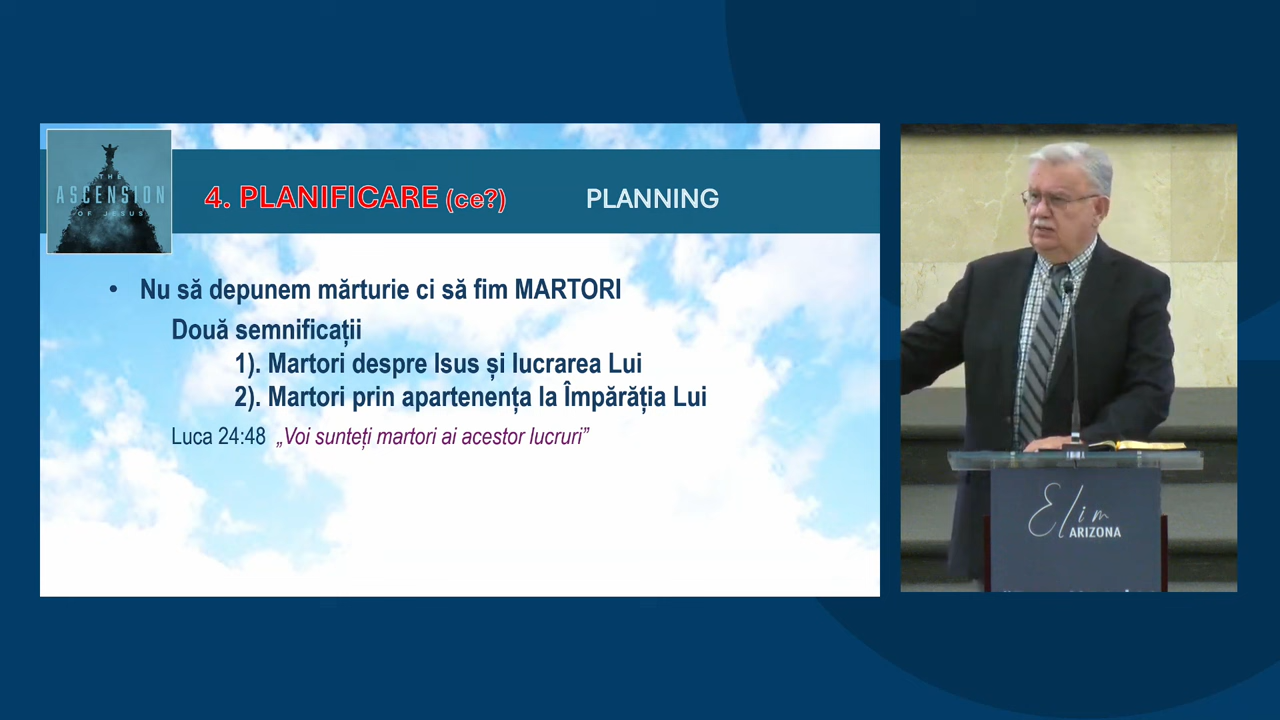 THE
ASCENSION
OF JESUS
4. PLANIFICARE (ce?) PLANNING
• Nu să depunem mărturie ci să fim MARTORI
Două semnificații
1). Martori despre Isus și lucrarea Lui
2). Martori prin apartenența la Împărăția Lui
Luca 24:48 „Voi sunteți martori ai acestor lucruri”
Elim
ARIZONA